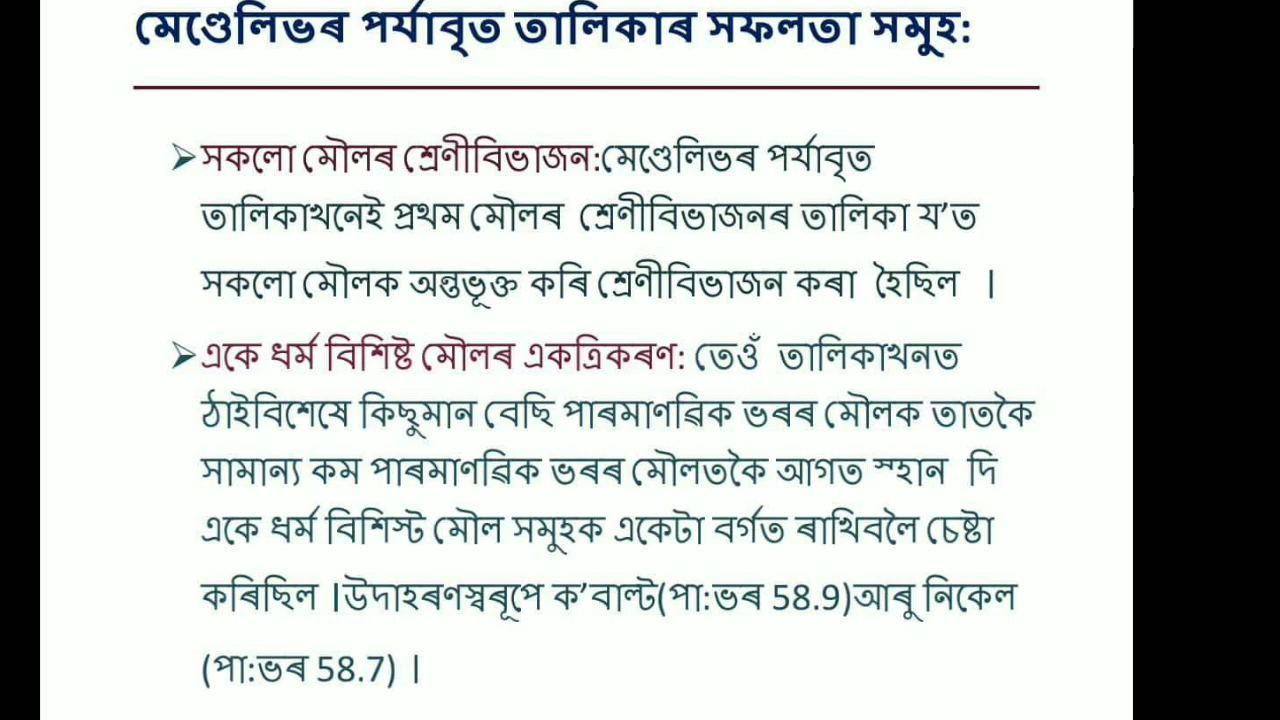 মেণ্ডেলিভৰ পৰ্যাবৃত তালিকাৰ সফলতা সমুহ:
➢সকলো মৌলৰ শ্ৰেণীবিভাজন:মেণ্ডেলিভৰ পৰ্যাবৃত
তালিকাখনেই প্ৰথম মৌলৰ শ্ৰেণীবিভাজনৰ তালিকা য’ত
সকলো মৌলক অন্তভূক্ত কৰি শ্ৰেণীবিভাজন কৰা হৈছিল ।
➢একে ধৰ্ম বিশিষ্ট মৌলৰ একত্ৰিকৰণ: তেওঁ তালিকাখনত
ঠাইবিশেষে কিছুমান বেছি পাৰমাণৱিক ভৰৰ মৌলক তাতকৈ
সামান্য কম পাৰমাণৱিক ভৰৰ মৌলতকৈ আগত স্হান দি
একে ধৰ্ম বিশিস্ট মৌল সমুহক একেটা বৰ্গত ৰাখিবলৈ চেষ্টা
কৰিছিল ।উদাহৰণস্বৰূপে ক’বাল্ট(পা:ভৰ 58.9)আৰু নিকেল
(পা:ভৰ 58.7) ।